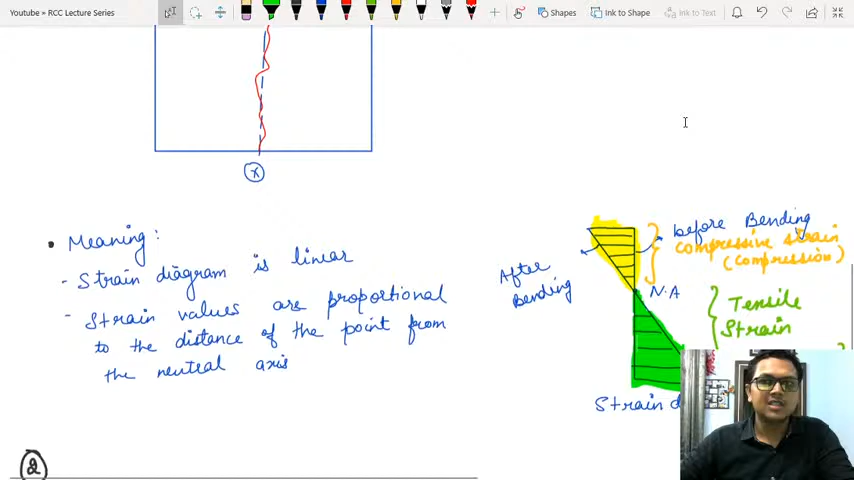 Youtube » RCC Lecture Series
Shapes
Ink to Shape
Ink to Text
x
• Meaning:
- Strain diagram is linear
- Strain values are proportional
to the distance of the point from
the neutral axis
before Bending
compressive strain
(compression)
After
Bending
N.A
Tensile
Strain
Strain
2